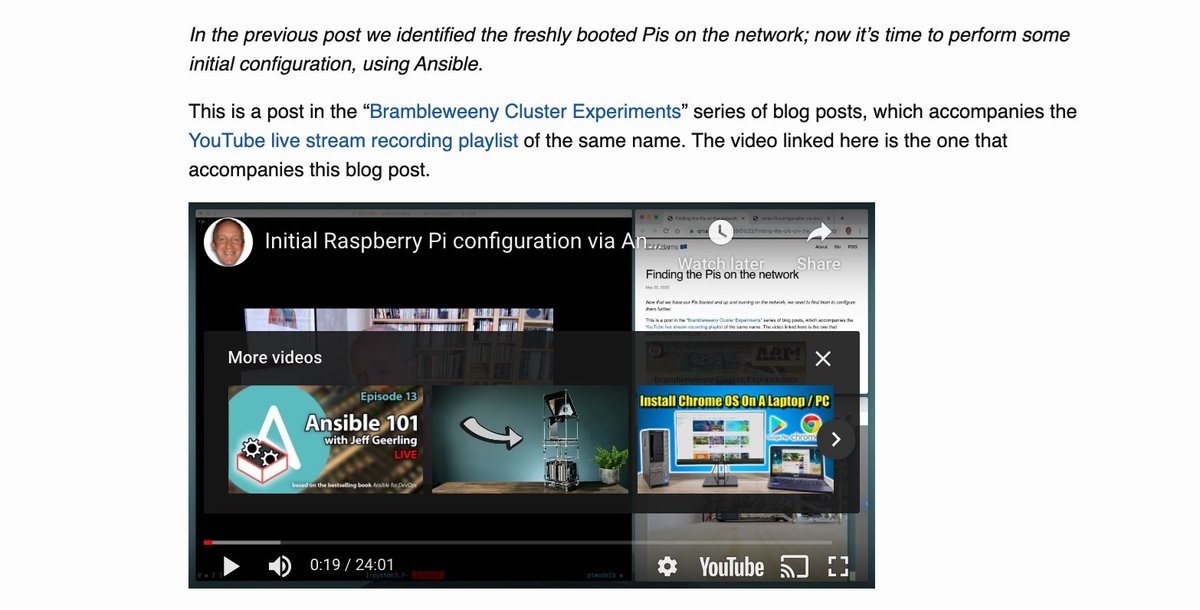 In the previous post we identified the freshly booted Pis on the network; now it’s time to perform some
initial configuration, using Ansible.
This is a post in the “Brambleweeny Cluster Experiments” series of blog posts, which accompanies the
YouTube live stream recording playlist of the same name. The video linked here is the one that
accompanies this blog post.
Initial Raspberry Pi configuration via An...
Watch later
Share
Finding the Pis on the network
Now that we have our Pis booted and up and running on the network, we need to find them to configure
them further.
This is a post in the “Brambleweeny Cluster Experiments” series of blog posts, which accompanies the
YouTube live stream recording playlist of the same name. The video linked here is the one that
Brambleweeny Cluster Experiments
More videos
Episode 13
Ansible 101
with Jeff Geerling
LIVE
based on the bestselling book Ansible for DevOps
Install Chrome OS On A Laptop / PC
0:19 / 24:01
YouTube